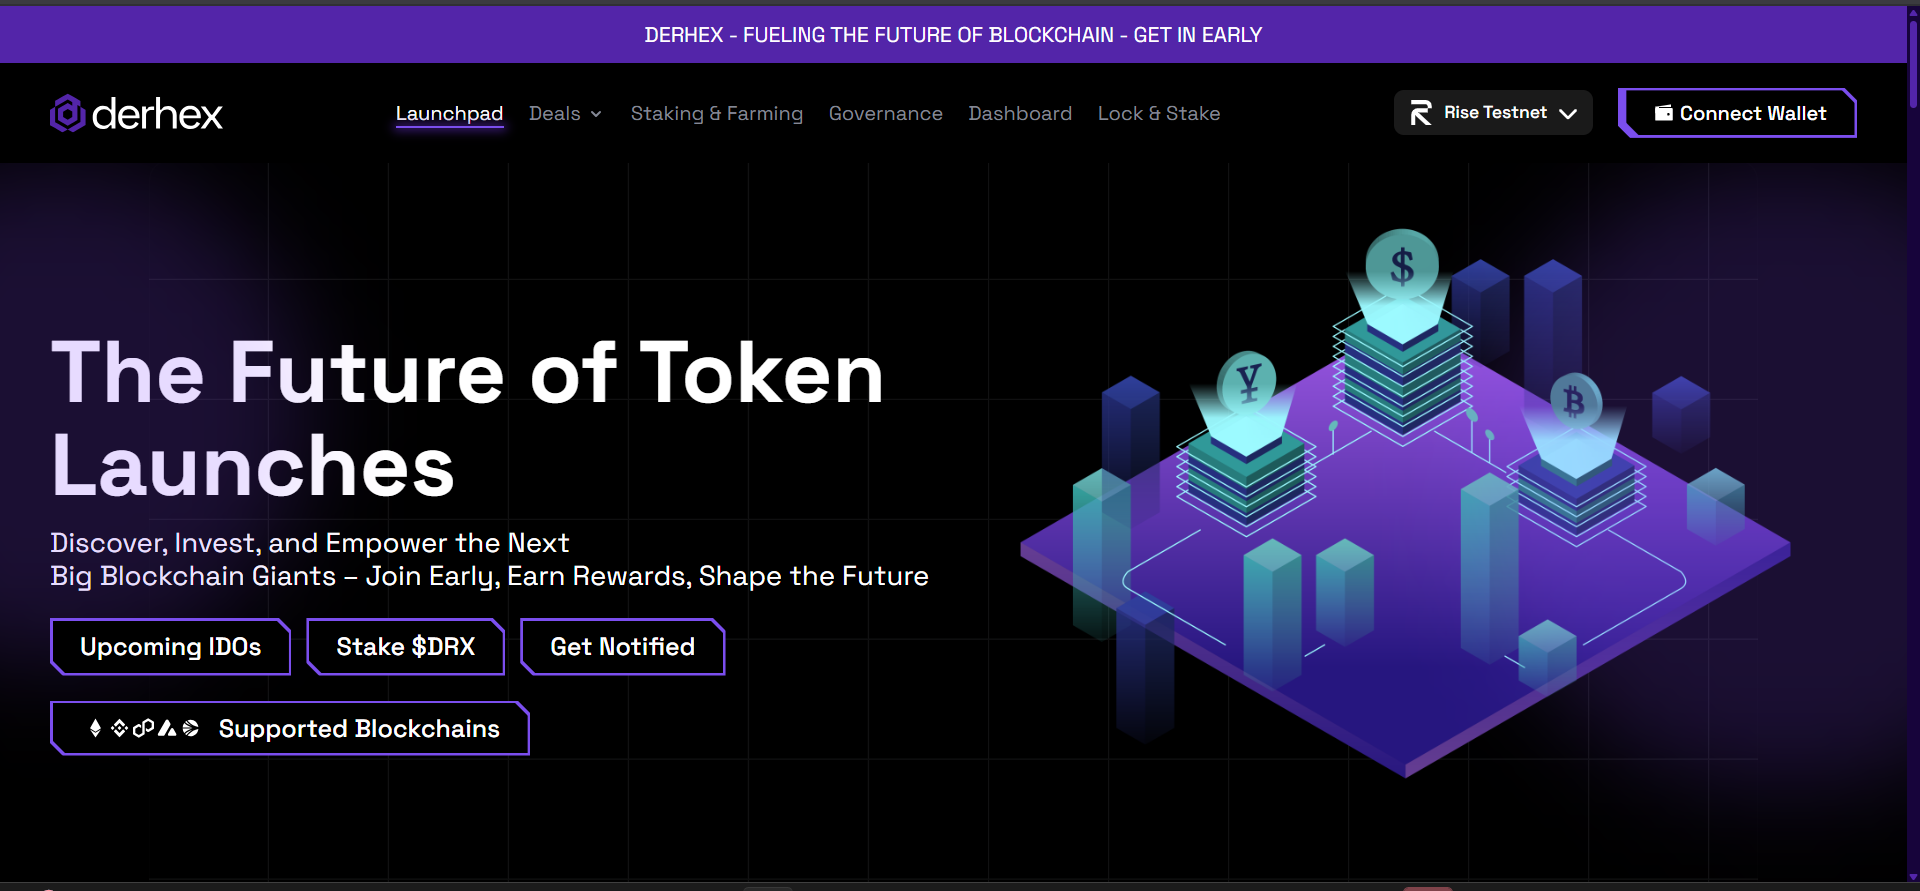 DERHEX - FUELING THE FUTURE OF BLOCKCHAIN - GET IN EARLY
derhex
Launchpad
Deals
Staking & Farming
Governance
Dashboard
Lock & Stake
Rise Testnet
Connect Wallet
The Future of Token
Launches
Discover, Invest, and Empower the Next
Big Blockchain Giants – Join Early, Earn Rewards, Shape the Future
Upcoming IDOs
Stake $DRX
Get Notified
Supported Blockchains
$
¥
₿